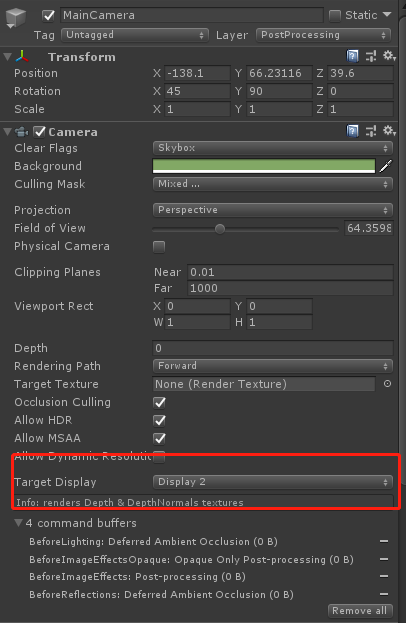 MainCamera Static
Tag Untagged Layer PostProcessing
Transform
Position X -138.1 Y 66.23116 Z 39.6
Rotation X 45 Y 90 Z 0
Scale X 1 Y 1 Z 1
Camera
Clear Flags Skybox
Background
Culling Mask Mixed ...
Projection Perspective
Field of View 64.3598
Physical Camera
Clipping Planes Near 0.01
Far 1000
Viewport Rect X 0 Y 0
W 1 H 1
Depth 0
Rendering Path Forward
Target Texture None (Render Texture)
Occlusion Culling
Allow HDR
Allow MSAA
Allow Dynamic Resolutic
Target Display Display 2
Info: renders Depth & DepthNormals textures
4 command buffers
BeforeLighting: Deferred Ambient Occlusion (0 B)
BeforeImageEffectsOpaque: Opaque Only Post-processing (0 B)
BeforeImageEffects: Post-processing (0 B)
BeforeReflections: Deferred Ambient Occlusion (0 B)
Remove all